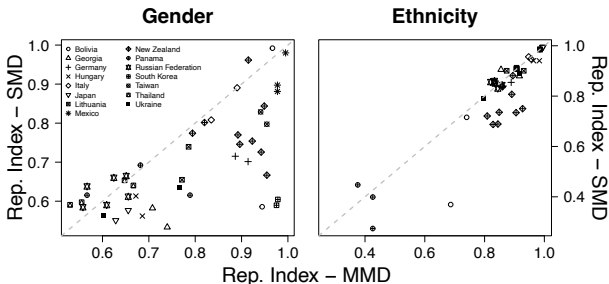 Gender
Ethnicity
Rep. Index – SMD
1.0
0.9
0.8
0.7
0.6
Bolivia
Georgia
Germany
Hungary
Italy
Japan
Lithuania
Mexico
New Zealand
Panama
Russian Federation
South Korea
Taiwan
Thailand
Ukraine
0.6
0.7
0.8
0.9
1.0
1.0
0.8
0.6
0.4
Rep. Index – SMD
0.4
0.6
0.8
1.0
Rep. Index – MMD